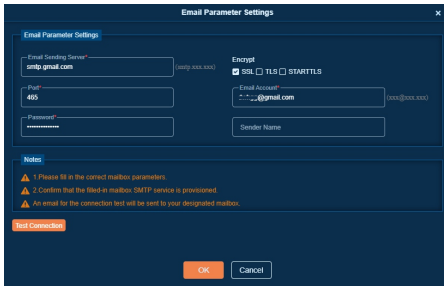 Email Parameter Settings
×
Email Parameter Settings
Email Sending Server*
smtp.gmail.com
(smtp.xxx.xxx)
Encrypt
SSL TLS STARTTLS
Port*
465
Email Account*
@gmail.com
(xxx@xxx.xxx)
Password*
Sender Name
Notes
1.Please fill in the correct mailbox parameters.
2.Confirm that the filled-in mailbox SMTP service is provisioned.
An email for the connection test will be sent to your designated mailbox.
Test Connection
OK
Cancel